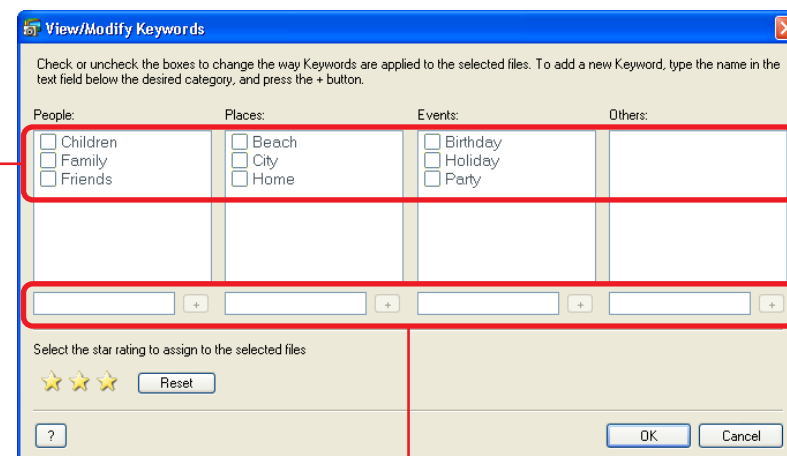 View/Modify Keywords
Check or uncheck the boxes to change the way Keywords are applied to the selected files. To add a new Keyword, type the name in the
text field below the desired category, and press the + button.
People: Places: Events: Others:
Children Beach Birthday
Family City Holiday
Friends Home Party
+ + + +
Select the star rating to assign to the selected files
Reset
? OK Cancel